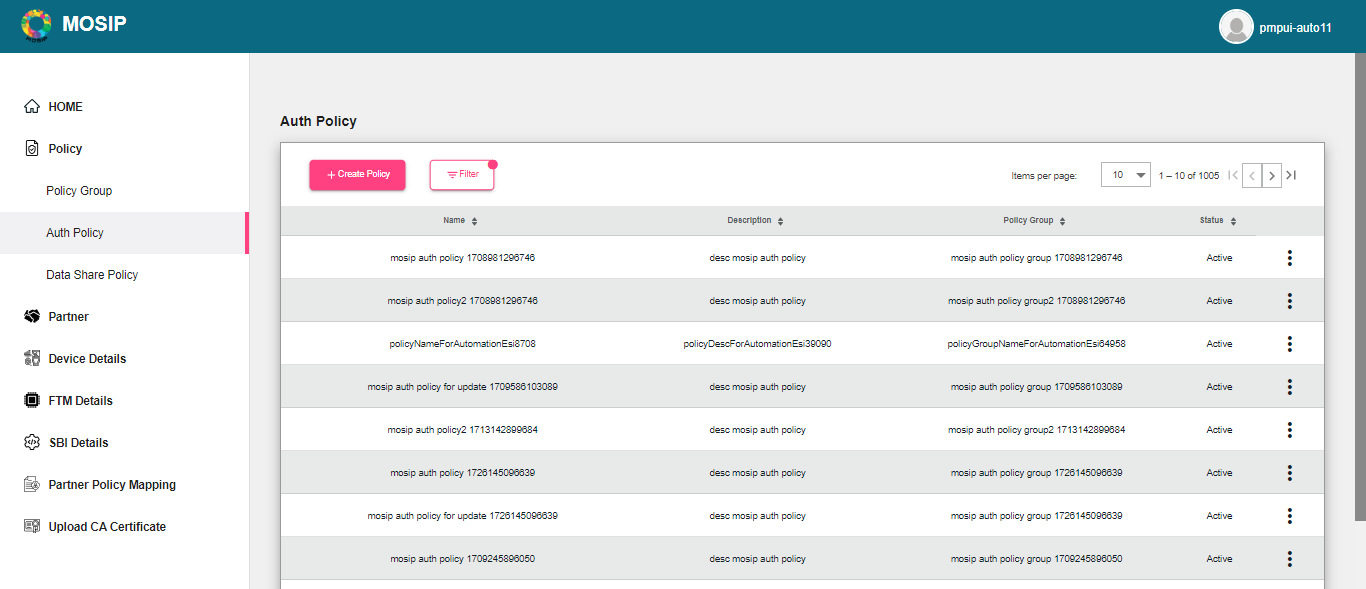 MOSIP
MOSIP
pmpui-auto11
HOME
Policy
Policy Group
Auth Policy
Data Share Policy
Partner
Device Details
FTM Details
SBI Details
Partner Policy Mapping
Upload CA Certificate
Auth Policy
+ Create Policy
Filter
Items per page:
10
1 – 10 of 1005
Name Description Policy Group Status
mosip auth policy 1708981296746 desc mosip auth policy mosip auth policy group 1708981296746 Active
mosip auth policy2 1708981296746 desc mosip auth policy mosip auth policy group2 1708981296746 Active
policyNameForAutomationEsi8708 policyDescForAutomationEsi39090 policyGroupNameForAutomationEsi64958 Active
mosip auth policy for update 1709586103089 desc mosip auth policy mosip auth policy group 1709586103089 Active
mosip auth policy2 1713142899684 desc mosip auth policy mosip auth policy group2 1713142899684 Active
mosip auth policy 1726145096639 desc mosip auth policy mosip auth policy group 1726145096639 Active
mosip auth policy for update 1726145096639 desc mosip auth policy mosip auth policy group 1726145096639 Active
mosip auth policy 1709245896050 desc mosip auth policy mosip auth policy group 1709245896050 Active